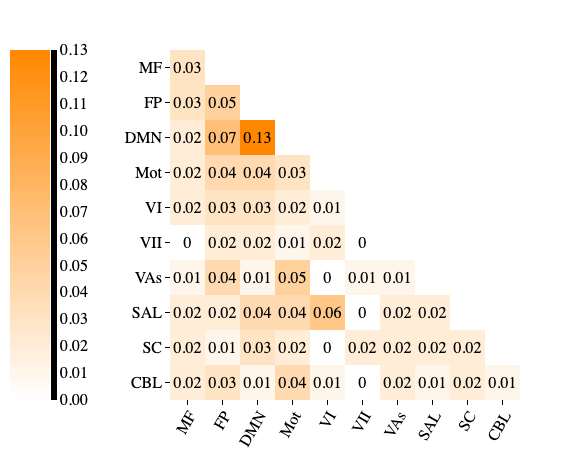 0.13
0.12
0.11
0.10
0.09
0.08
0.07
0.06
0.05
0.04
0.03
0.02
0.01
0.00
MF 0.03
FP 0.03 0.05
DMN 0.02 0.07 0.13
Mot 0.02 0.04 0.04 0.03
VI 0.02 0.03 0.03 0.02 0.01
VII 0 0.02 0.02 0.01 0.02 0
VAs 0.01 0.04 0.01 0.05 0 0.01 0.01
SAL 0.02 0.02 0.04 0.04 0.06 0 0.02 0.02
SC 0.02 0.01 0.03 0.02 0 0.02 0.02 0.02 0.02
CBL 0.02 0.03 0.01 0.04 0.01 0 0.02 0.01 0.02 0.01
MF FP DMN Mot VI VII VAs SAL SC CBL